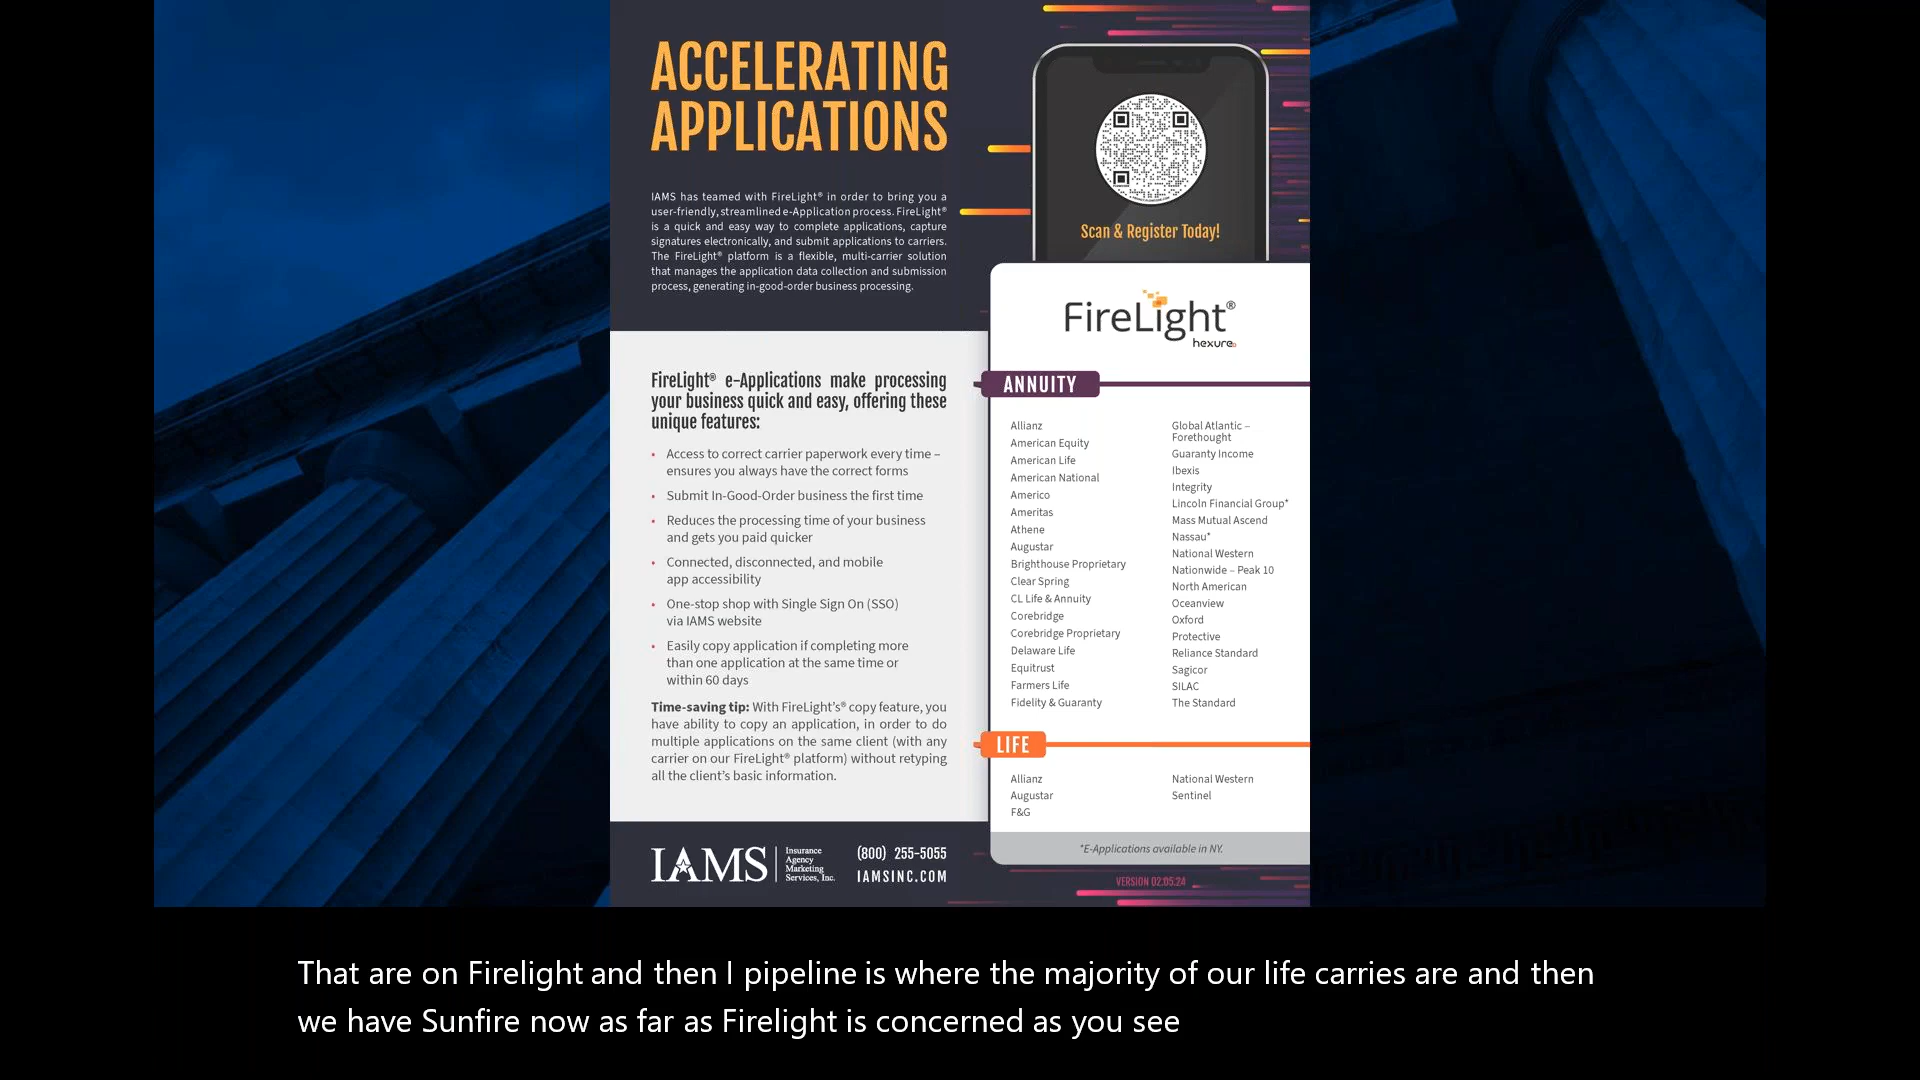 ACCELERATING
APPLICATIONS
IAMS has teamed with FireLight® in order to bring you a
user-friendly, streamlined e-Application process. FireLight®
is a quick and easy way to complete applications, capture
signatures electronically, and submit applications to carriers.
The FireLight® platform is a flexible, multi-carrier solution
that manages the application data collection and submission
process, generating in-good-order business processing.
Scan & Register Today!
FireLight®
hexure
FireLight® e-Applications make processing
your business quick and easy, offering these
unique features:
• Access to correct carrier paperwork every time –
ensures you always have the correct forms
• Submit In-Good-Order business the first time
• Reduces the processing time of your business
and gets you paid quicker
• Connected, disconnected, and mobile
app accessibility
• One-stop shop with Single Sign On (SSO)
via IAMS website
• Easily copy application if completing more
than one application at the same time or
within 60 days
Time-saving tip: With FireLight's® copy feature, you
have ability to copy an application, in order to do
multiple applications on the same client (with any
carrier on our FireLight® platform) without retyping
all the client's basic information.
ANNUITY
Allianz
American Equity
American Life
American National
Americo
Ameritas
Athene
Augustar
Brighthouse Proprietary
Clear Spring
CL Life & Annuity
Corebridge
Corebridge Proprietary
Delaware Life
Equitrust
Farmers Life
Fidelity & Guaranty
Global Atlantic –
Forethought
Guaranty Income
Ibexis
Integrity
Lincoln Financial Group*
Mass Mutual Ascend
Nassau*
National Western
Nationwide – Peak 10
North American
Oceanview
Oxford
Protective
Reliance Standard
Sagicor
SILAC
The Standard
LIFE
Allianz
Augustar
F&G
National Western
Sentinel
*E-Applications available in NY.
VERSION 02.05.24
IAMS
Insurance
Agency
Marketing
Services, Inc.
(800) 255-5055
IAMSINC.COM
That are on Firelight and then I pipeline is where the majority of our life carries are and then
we have Sunfire now as far as Firelight is concerned as you see